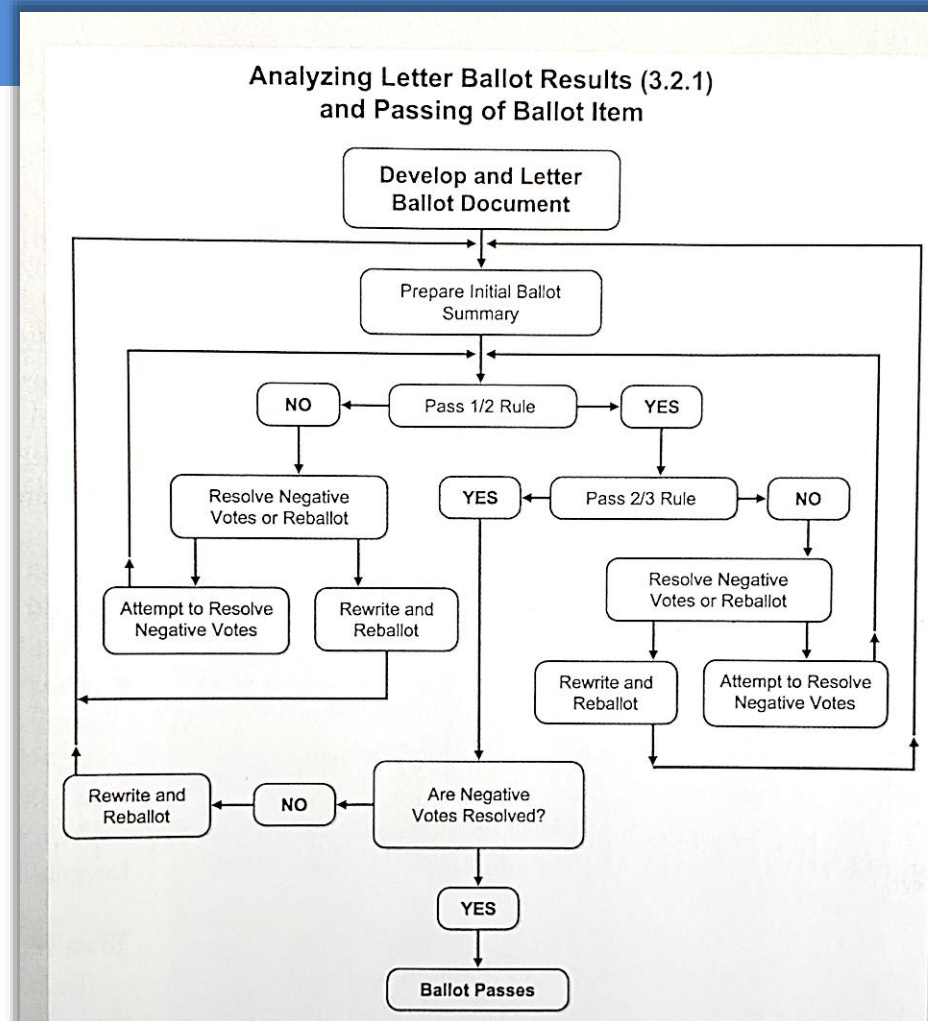 Analyzing Letter Ballot Results (3.2.1)
and Passing of Ballot Item
Develop and Letter
Ballot Document
Prepare Initial Ballot
Summary
NO
Pass 1/2 Rule
YES
Resolve Negative
Votes or Reballot
YES
Pass 2/3 Rule
NO
Attempt to Resolve
Negative Votes
Rewrite and
Reballot
Resolve Negative
Votes or Reballot
Rewrite and
Reballot
Attempt to Resolve
Negative Votes
Rewrite and
Reballot
NO
Are Negative
Votes Resolved?
YES
Ballot Passes